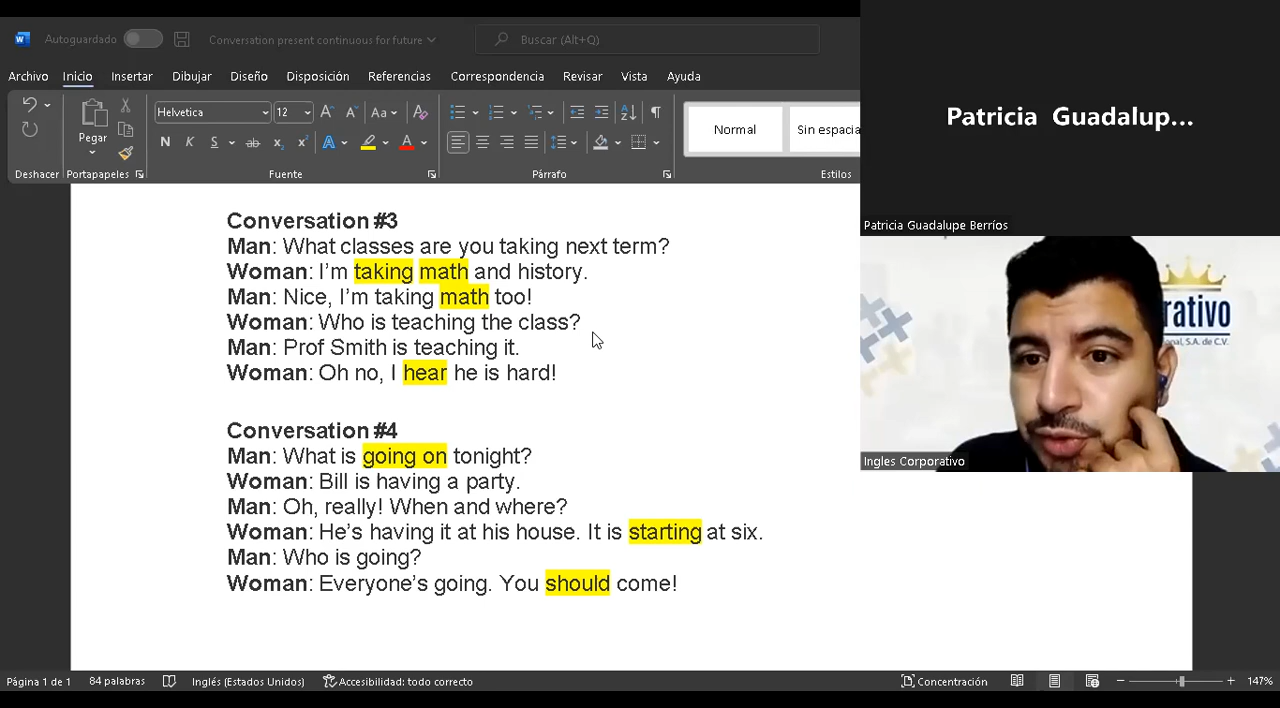 Autoguardado
Conversation present continuous for future
Buscar (Alt+Q)
Archivo Inicio Insertar Dibujar Diseño Disposición Referencias Correspondencia Revisar Vista Ayuda
Helvetica 12 Aa A
Pegar
N K S ab x₂ x² A A
Normal
Sin espacia
Deshacer Portapapeles Fuente Párrafo Estilos
Conversation #3
Man: What classes are you taking next term?
Woman: I’m taking math and history.
Man: Nice, I’m taking math too!
Woman: Who is teaching the class?
Man: Prof Smith is teaching it.
Woman: Oh no, I hear he is hard!
Conversation #4
Man: What is going on tonight?
Woman: Bill is having a party.
Man: Oh, really! When and where?
Woman: He’s having it at his house. It is starting at six.
Man: Who is going?
Woman: Everyone’s going. You should come!
Página 1 de 1 84 palabras Inglés (Estados Unidos) Accesibilidad: todo correcto Concentración 147%
Patricia Guadalup...
Patricia Guadalupe Berríos
rativo
onal, S.A. de C.V.
Ingles Corporativo